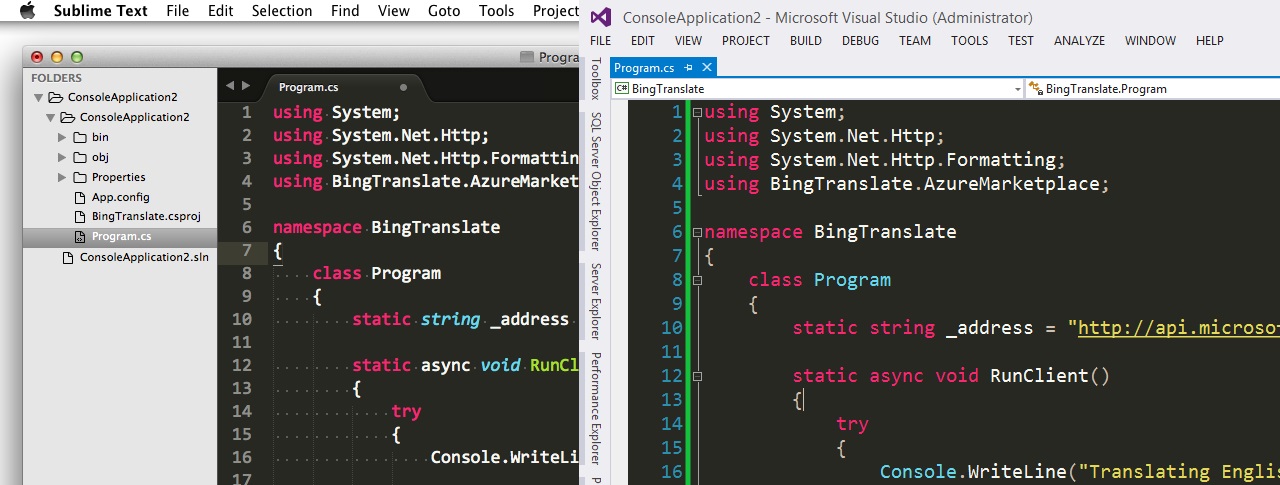 Sublime Text File Edit Selection Find View Goto Tools Project
Progra
FOLDERS
ConsoleApplication2
ConsoleApplication2
bin
obj
Properties
App.config
BingTranslate.csproj
Program.cs
ConsoleApplication2.sln
Program.cs
1 using System;
2 using System.Net.Http;
3 using System.Net.Http.Formattin
4 using BingTranslate.AzureMarket
5
6 namespace BingTranslate
7 {
8 class Program
9 {
10 static string _address
11
12 static async void RunCl
13 {
14 try
15 {
16 Console.WriteLi
17
ConsoleApplication2 - Microsoft Visual Studio (Administrator)
FILE EDIT VIEW PROJECT BUILD DEBUG TEAM TOOLS TEST ANALYZE WINDOW HELP
Toolbox
SQL Server Object Explorer
Server Explorer
Performance Explorer
P
Program.cs
C# BingTranslate
BingTranslate.Program
1 using System;
2 using System.Net.Http;
3 using System.Net.Http.Formatting;
4 using BingTranslate.AzureMarketplace;
5
6 namespace BingTranslate
7 {
8 class Program
9 {
10 static string _address = "http://api.microsof
11
12 static async void RunClient()
13 {
14 try
15 {
16 Console.WriteLine("Translating Englis